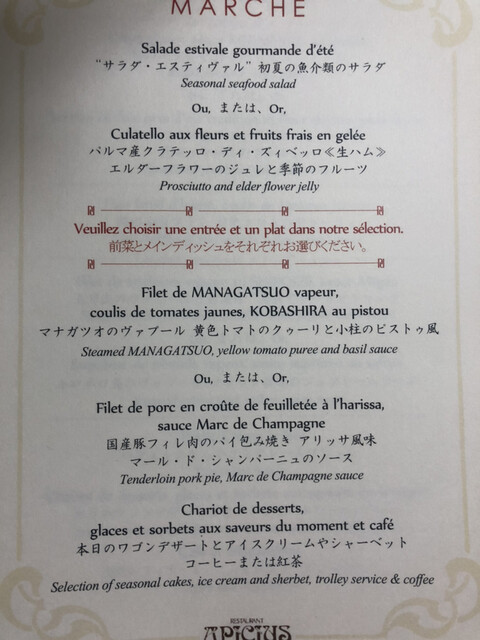 MARCHÉ
Salade estivale gourmande d'été
"サラダ・エスティヴァル" 初夏の魚介類のサラダ
Seasonal seafood salad
Ou, または、Or,
Culatello aux fleurs et fruits frais en gelée
パルマ産クラテッロ・ディ・ズィベッロ≪生ハム≫
エルダーフラワーのジュレと季節のフルーツ
Prosciutto and elder flower jelly
Veuillez choisir une entrée et un plat dans notre sélection.
前菜とメインディッシュをそれぞれお選びください。
Filet de MANAGATSUO vapeur,
coulis de tomates jaunes, KOBASHIRA au pistou
マナガツオのヴァプール 黄色トマトのクゥーリと小柱のピストゥ風
Steamed MANAGATSUO, yellow tomato puree and basil sauce
Ou, または、Or,
Filet de porc en croûte de feuilletée à l'harissa,
sauce Marc de Champagne
国産豚フィレ肉のパイ包み焼き アリッサ風味
マール・ド・シャンパーニュのソース
Tenderloin pork pie, Marc de Champagne sauce
Chariot de desserts,
glaces et sorbets aux saveurs du moment et café
本日のワゴンデザートとアイスクリームやシャーベット
コーヒーまたは紅茶
Selection of seasonal cakes, ice cream and sherbet, trolley service & coffee
RESTAURANT
APICIUS